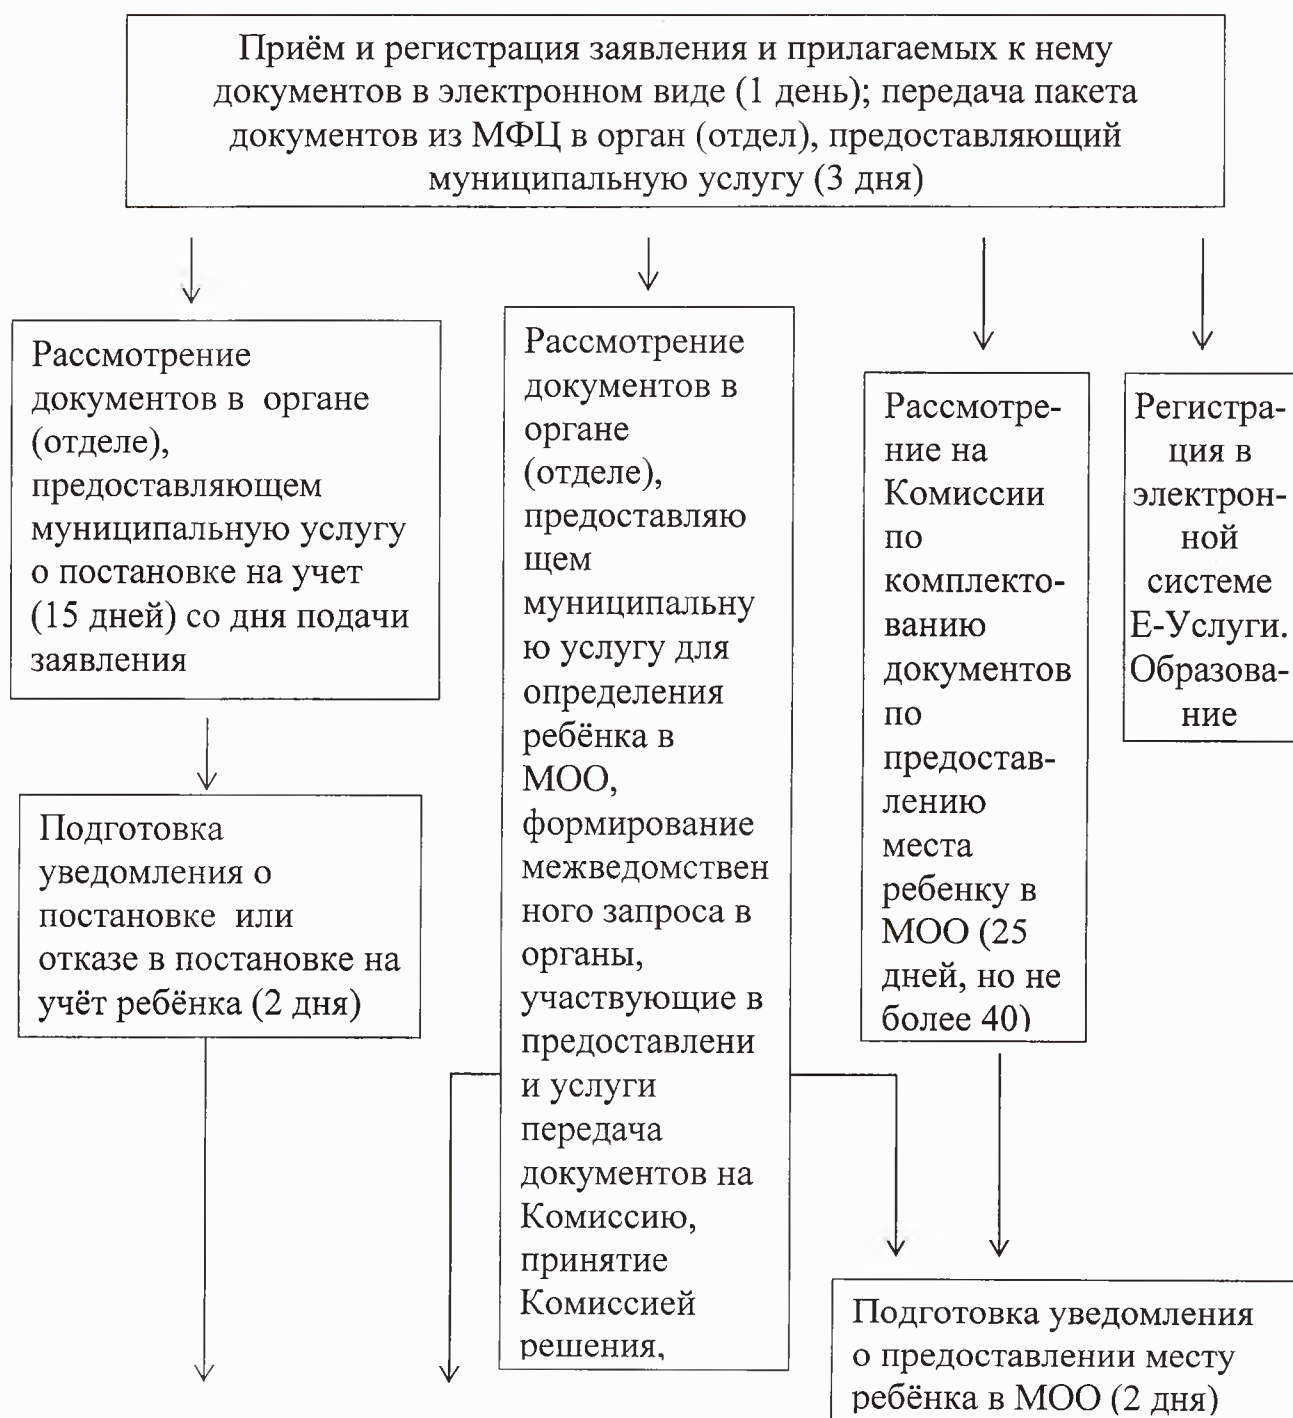 Приём и регистрация заявления и прилагаемых к нему
документов в электронном виде (1 день); передача пакета
документов из МФЦ в орган (отдел), предоставляющий
муниципальную услугу (3 дня)
Рассмотрение
документов в органе
(отделе),
предоставляющем
муниципальную услугу
о постановке на учет
(15 дней) со дня подачи
заявления
Подготовка
уведомления о
постановке или
отказе в постановке на
учёт ребёнка (2 дня)
Рассмотрение
документов в
органе
(отделе),
предоставляю
щем
муниципальну
ю услугу для
определения
ребёнка в
МОО,
формирование
межведомствен
ного запроса в
органы,
участвующие в
предоставлени
и услуги
передача
документов на
Комиссию,
принятие
Комиссией
решения,
Рассмотре-
ние на
Комиссии
по
комплекто-
ванию
документов
по
предостав-
лению
места
ребенку в
МОО (25
дней, но не
более 40)
Регистра-
ция в
электрон-
ной
системе
Е-Услуги.
Образова-
ние
Подготовка уведомления
о предоставлении месту
ребёнка в МОО (2 дня)